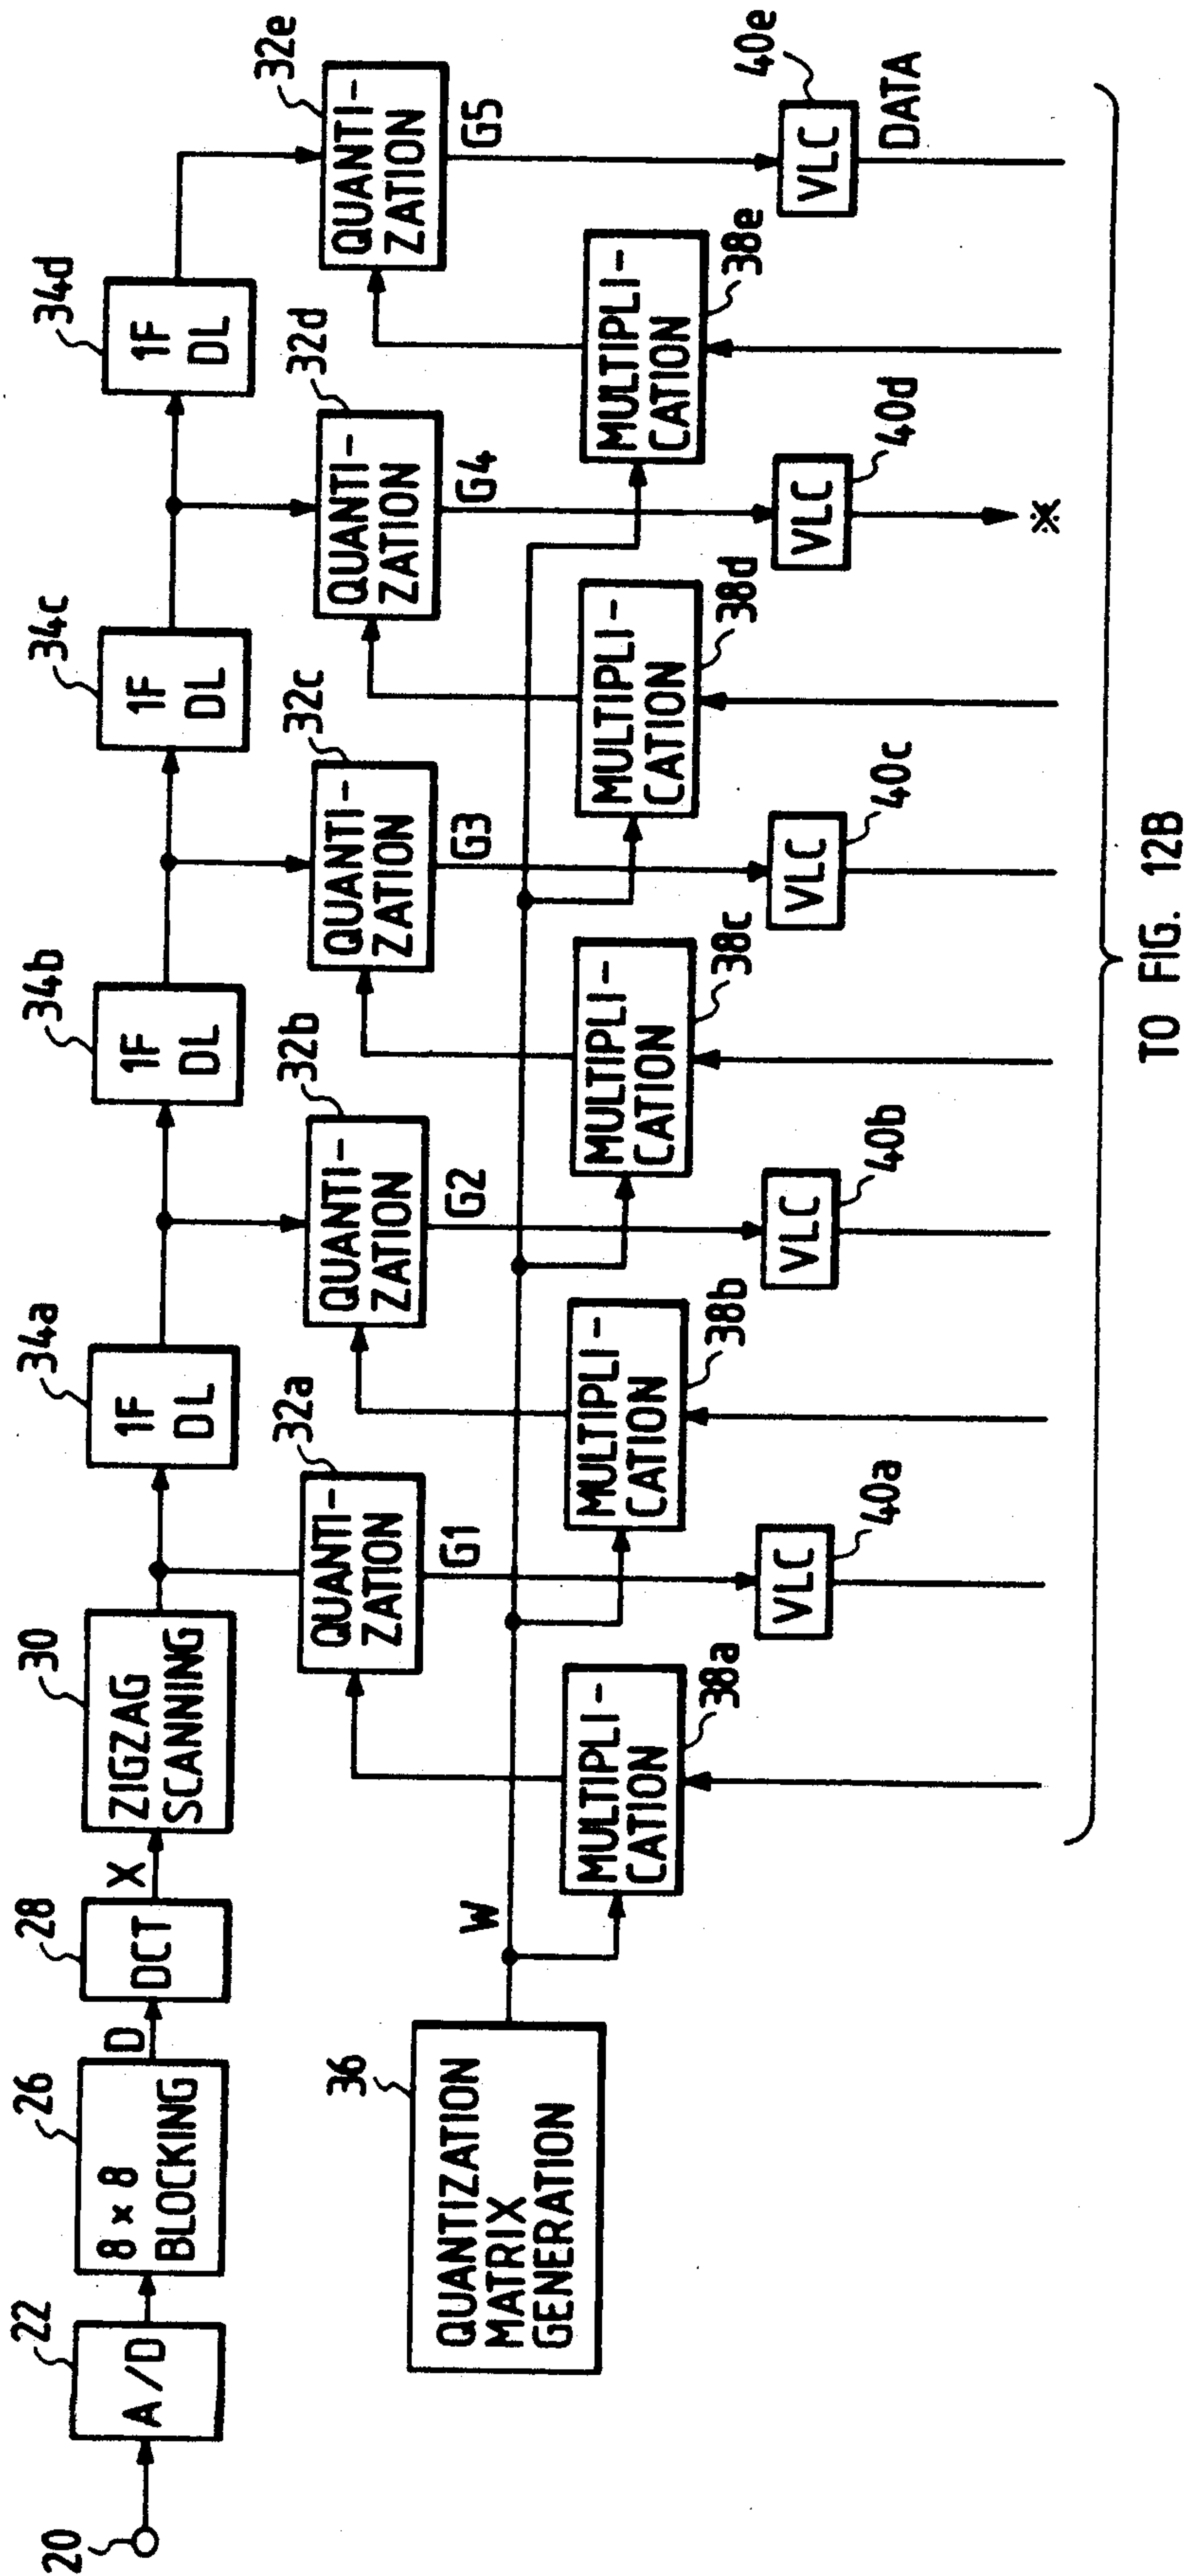 20
22
A/D
26
8 × 8
BLOCKING
D
28
DCT
X
30
ZIGZAG
SCANNING
34a
1F
DL
34b
1F
DL
34c
1F
DL
34d
1F
DL
32a
QUANTI-
ZATION
G1
32b
QUANTI-
ZATION
G2
32c
QUANTI-
ZATION
G3
32d
QUANTI-
ZATION
G4
32e
QUANTI-
ZATION
G5
36
QUANTIZATION
MATRIX
GENERATION
W
MULTIPLI-
CATION
38a
MULTIPLI-
CATION
38b
MULTIPLI-
CATION
38c
MULTIPLI-
CATION
38d
MULTIPLI-
CATION
38e
VLC
40a
VLC
40b
VLC
40c
VLC
40d
※
VLC
40e
DATA
TO FIG. 12B